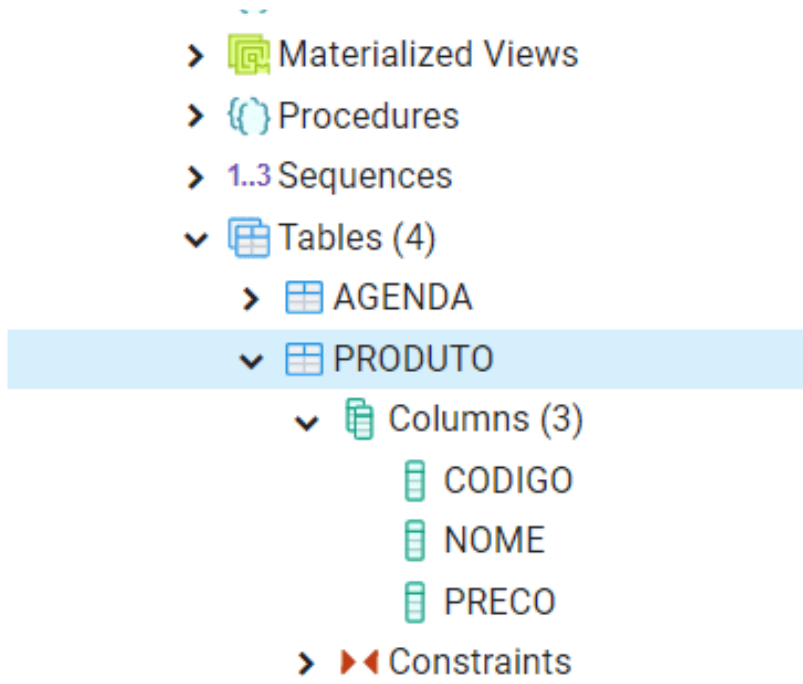 Materialized Views
Procedures
1..3 Sequences
Tables (4)
AGENDA
PRODUTO
Columns (3)
CODIGO
NOME
PRECO
Constraints